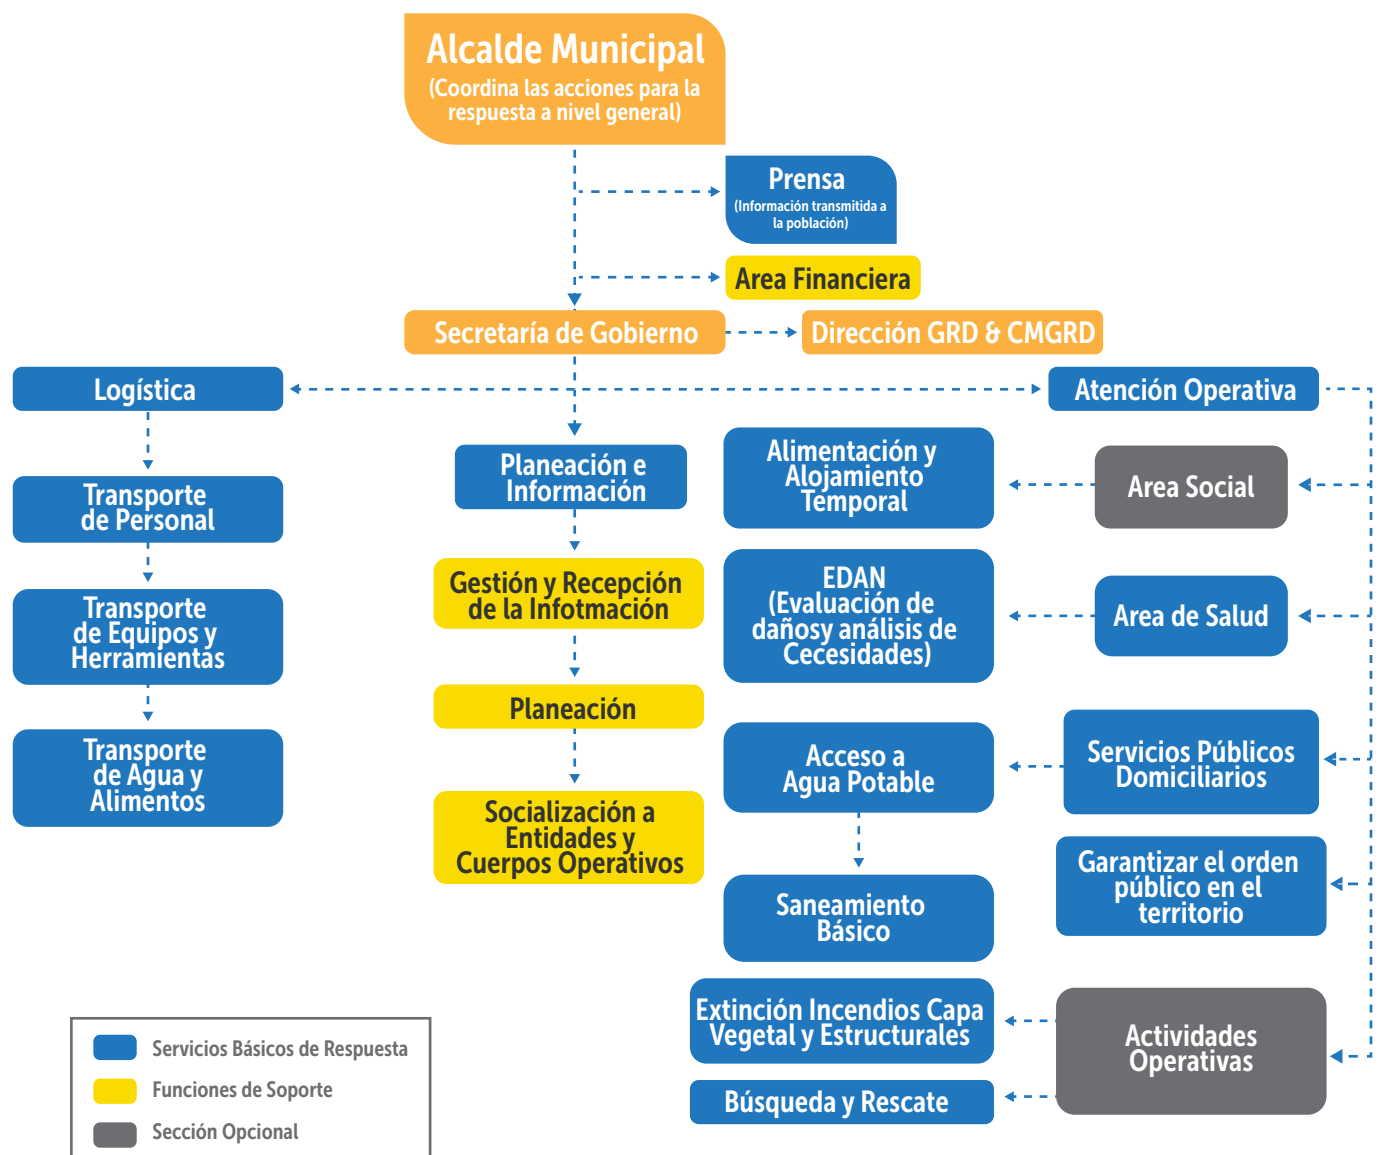 Alcalde Municipal
(Coordina las acciones para la
respuesta a nivel general)
Prensa
(Información transmitida a
la población)
Area Financiera
Secretaría de Gobierno
Dirección GRD & CMGRD
Logística
Atención Operativa
Transporte
de Personal
Transporte
de Equipos y
Herramientas
Transporte
de Agua y
Alimentos
Planeación e
Información
Gestión y Recepción
de la Infotmación
Planeación
Socialización a
Entidades y
Cuerpos Operativos
Alimentación y
Alojamiento
Temporal
Area Social
EDAN
(Evaluación de
dañosy análisis de
Cecesidades)
Area de Salud
Acceso a
Agua Potable
Servicios Públicos
Domiciliarios
Saneamiento
Básico
Garantizar el orden
público en el
territorio
Extinción Incendios Capa
Vegetal y Estructurales
Búsqueda y Rescate
Actividades
Operativas
Servicios Básicos de Respuesta
Funciones de Soporte
Sección Opcional